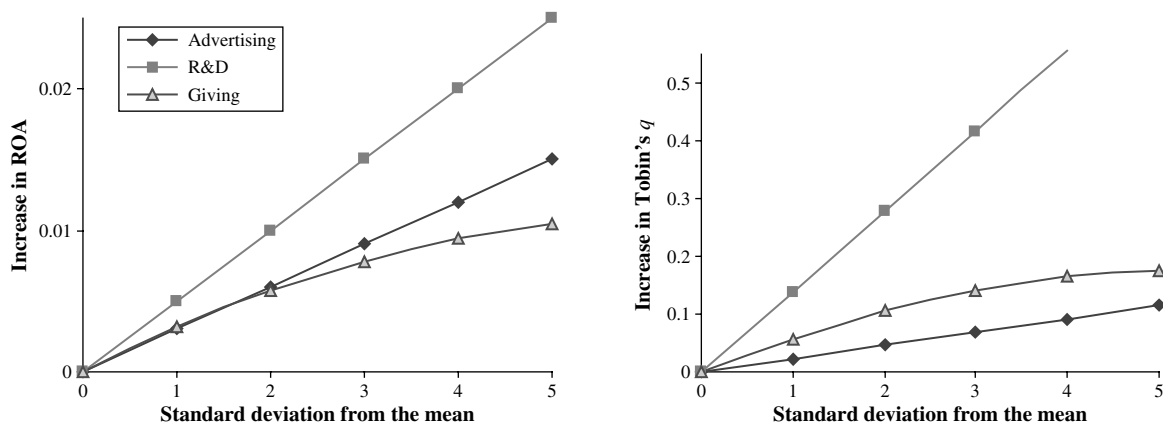 Increase in ROA
0.02
0.01
0
Advertising
R&D
Giving
0 1 2 3 4 5
Standard deviation from the mean
Increase in Tobin's q
0.5
0.4
0.3
0.2
0.1
0
0 1 2 3 4 5
Standard deviation from the mean